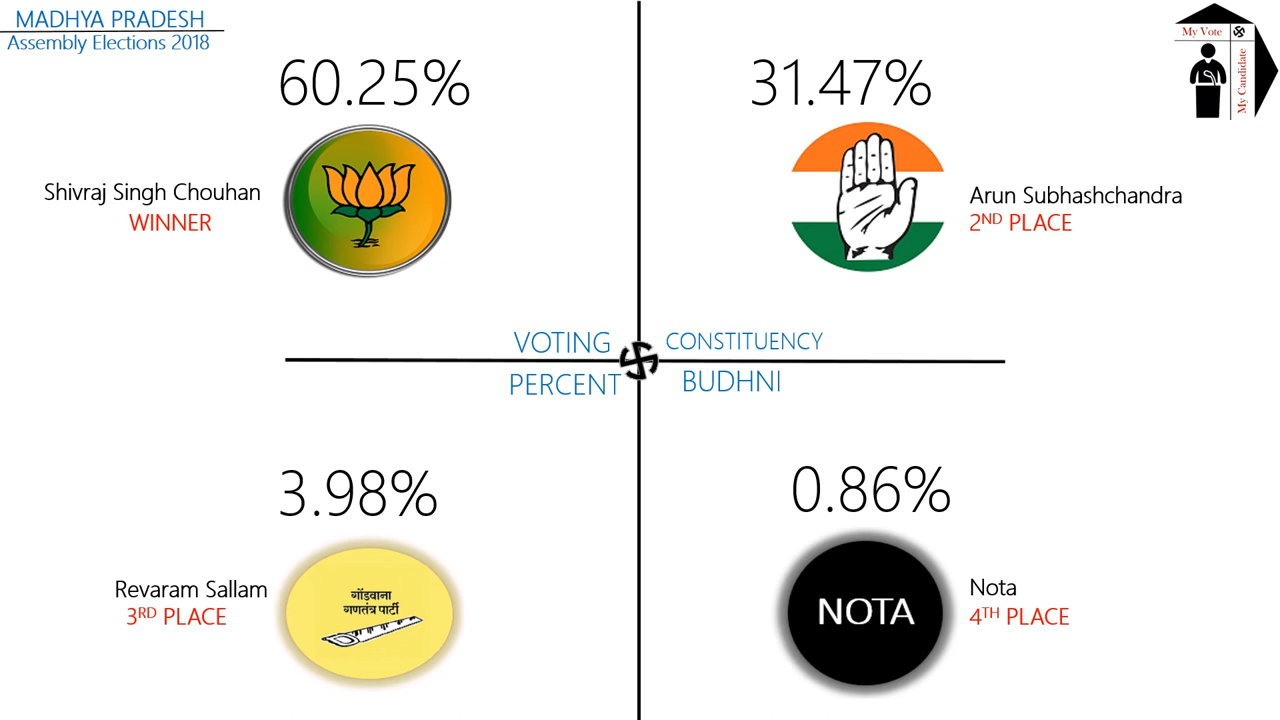 MADHYA PRADESH
Assembly Elections 2018
My Vote
My Candidate
60.25%
Shivraj Singh Chouhan
WINNER
31.47%
Arun Subhashchandra
2ND PLACE
VOTING
PERCENT
CONSTITUENCY
BUDHNI
3.98%
Revaram Sallam
3RD PLACE
गोंडवाना
गणतंत्र पार्टी
0.86%
NOTA
Nota
4TH PLACE